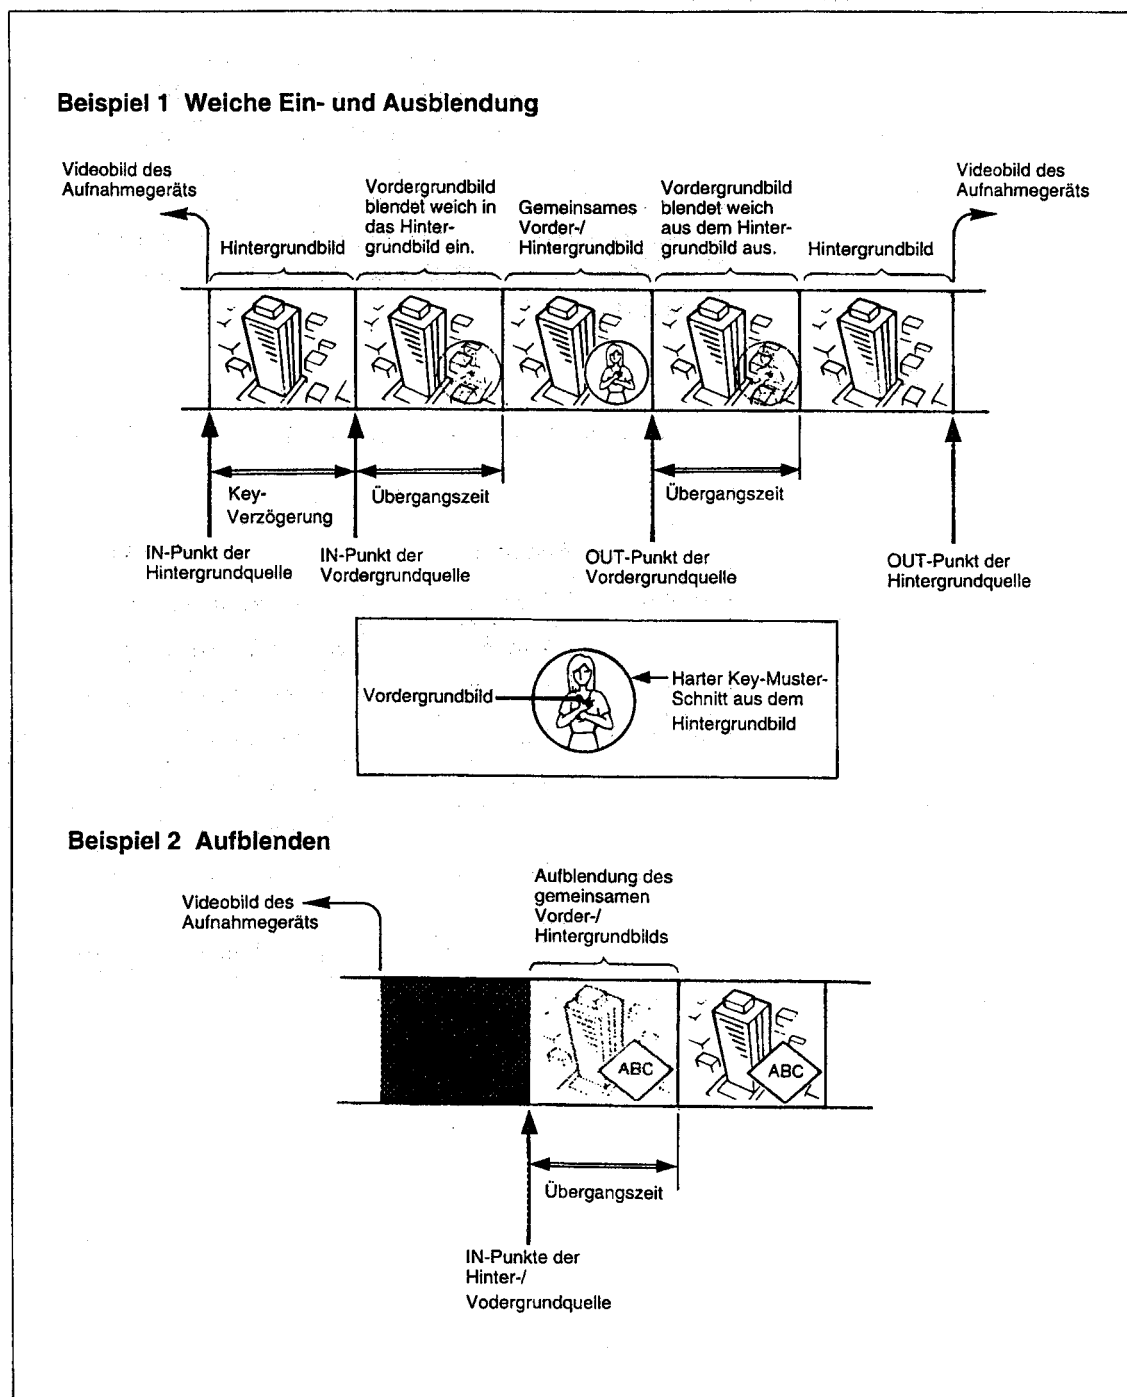 Beispiel 1 Weiche Ein- und Ausblendung
Videobild des
Aufnahmegeräts
Hintergrundbild
Vordergrundbild
blendet weich in
das Hinter-
grundbild ein.
Gemeinsames
Vorder-/
Hintergrundbild
Vordergrundbild
blendet weich
aus dem Hinter-
grundbild aus.
Hintergrundbild
Videobild des
Aufnahmegeräts
Key-
Verzögerung
Übergangszeit
Übergangszeit
IN-Punkt der
Hintergrundquelle
IN-Punkt der
Vordergrundquelle
OUT-Punkt der
Vordergrundquelle
OUT-Punkt der
Hintergrundquelle
Vordergrundbild
Harter Key-Muster-
Schnitt aus dem
Hintergrundbild
Beispiel 2 Aufblenden
Videobild des
Aufnahmegeräts
Aufblendung des
gemeinsamen
Vorder-/
Hintergrundbilds
ABC
ABC
Übergangszeit
IN-Punkte der
Hinter-/
Vodergrundquelle